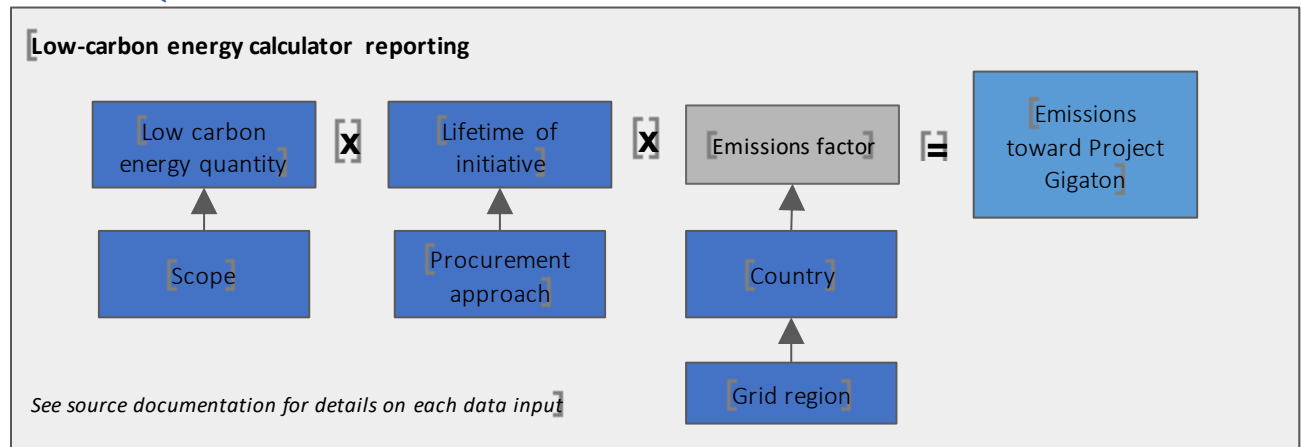 [Low-carbon energy calculator reporting
[Low carbon
energy quantity]
[x]
[Lifetime of
initiative]
[x]
[Emissions factor]
[=]
[Emissions
toward Project
Gigaton]
[Scope]
[Procurement
approach]
[Country]
[Grid region]
See source documentation for details on each data input]